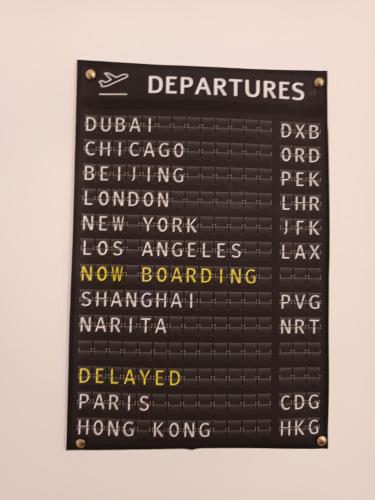 DEPARTURES
DUBAI DXB
CHICAGO ORD
BEIJING PEK
LONDON LHR
NEW YORK JFK
LOS ANGELES LAX
NOW BOARDING
SHANGHAI PVG
NARITA NRT
DELAYED
PARIS CDG
HONG KONG HKG